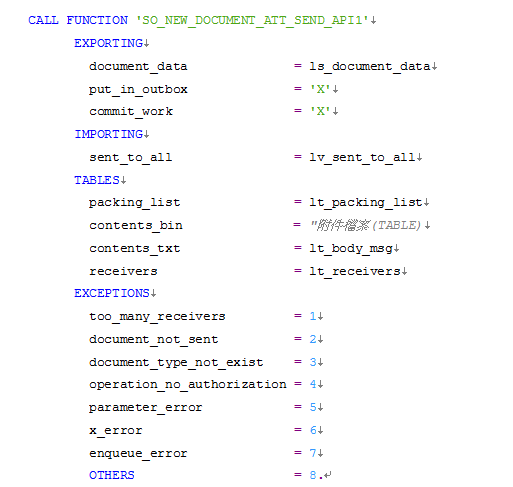 CALL FUNCTION 'SO_NEW_DOCUMENT_ATT_SEND_API1'↓
EXPORTING↓
document_data = ls_document_data↓
put_in_outbox = 'X'↓
commit_work = 'X'↓
IMPORTING↓
sent_to_all = lv_sent_to_all↓
TABLES↓
packing_list = lt_packing_list↓
contents_bin = "附件檔案(TABLE)↓
contents_txt = lt_body_msg↓
receivers = lt_receivers↓
EXCEPTIONS↓
too_many_receivers = 1↓
document_not_sent = 2↓
document_type_not_exist = 3↓
operation_no_authorization = 4↓
parameter_error = 5↓
x_error = 6↓
enqueue_error = 7↓
OTHERS = 8.↵